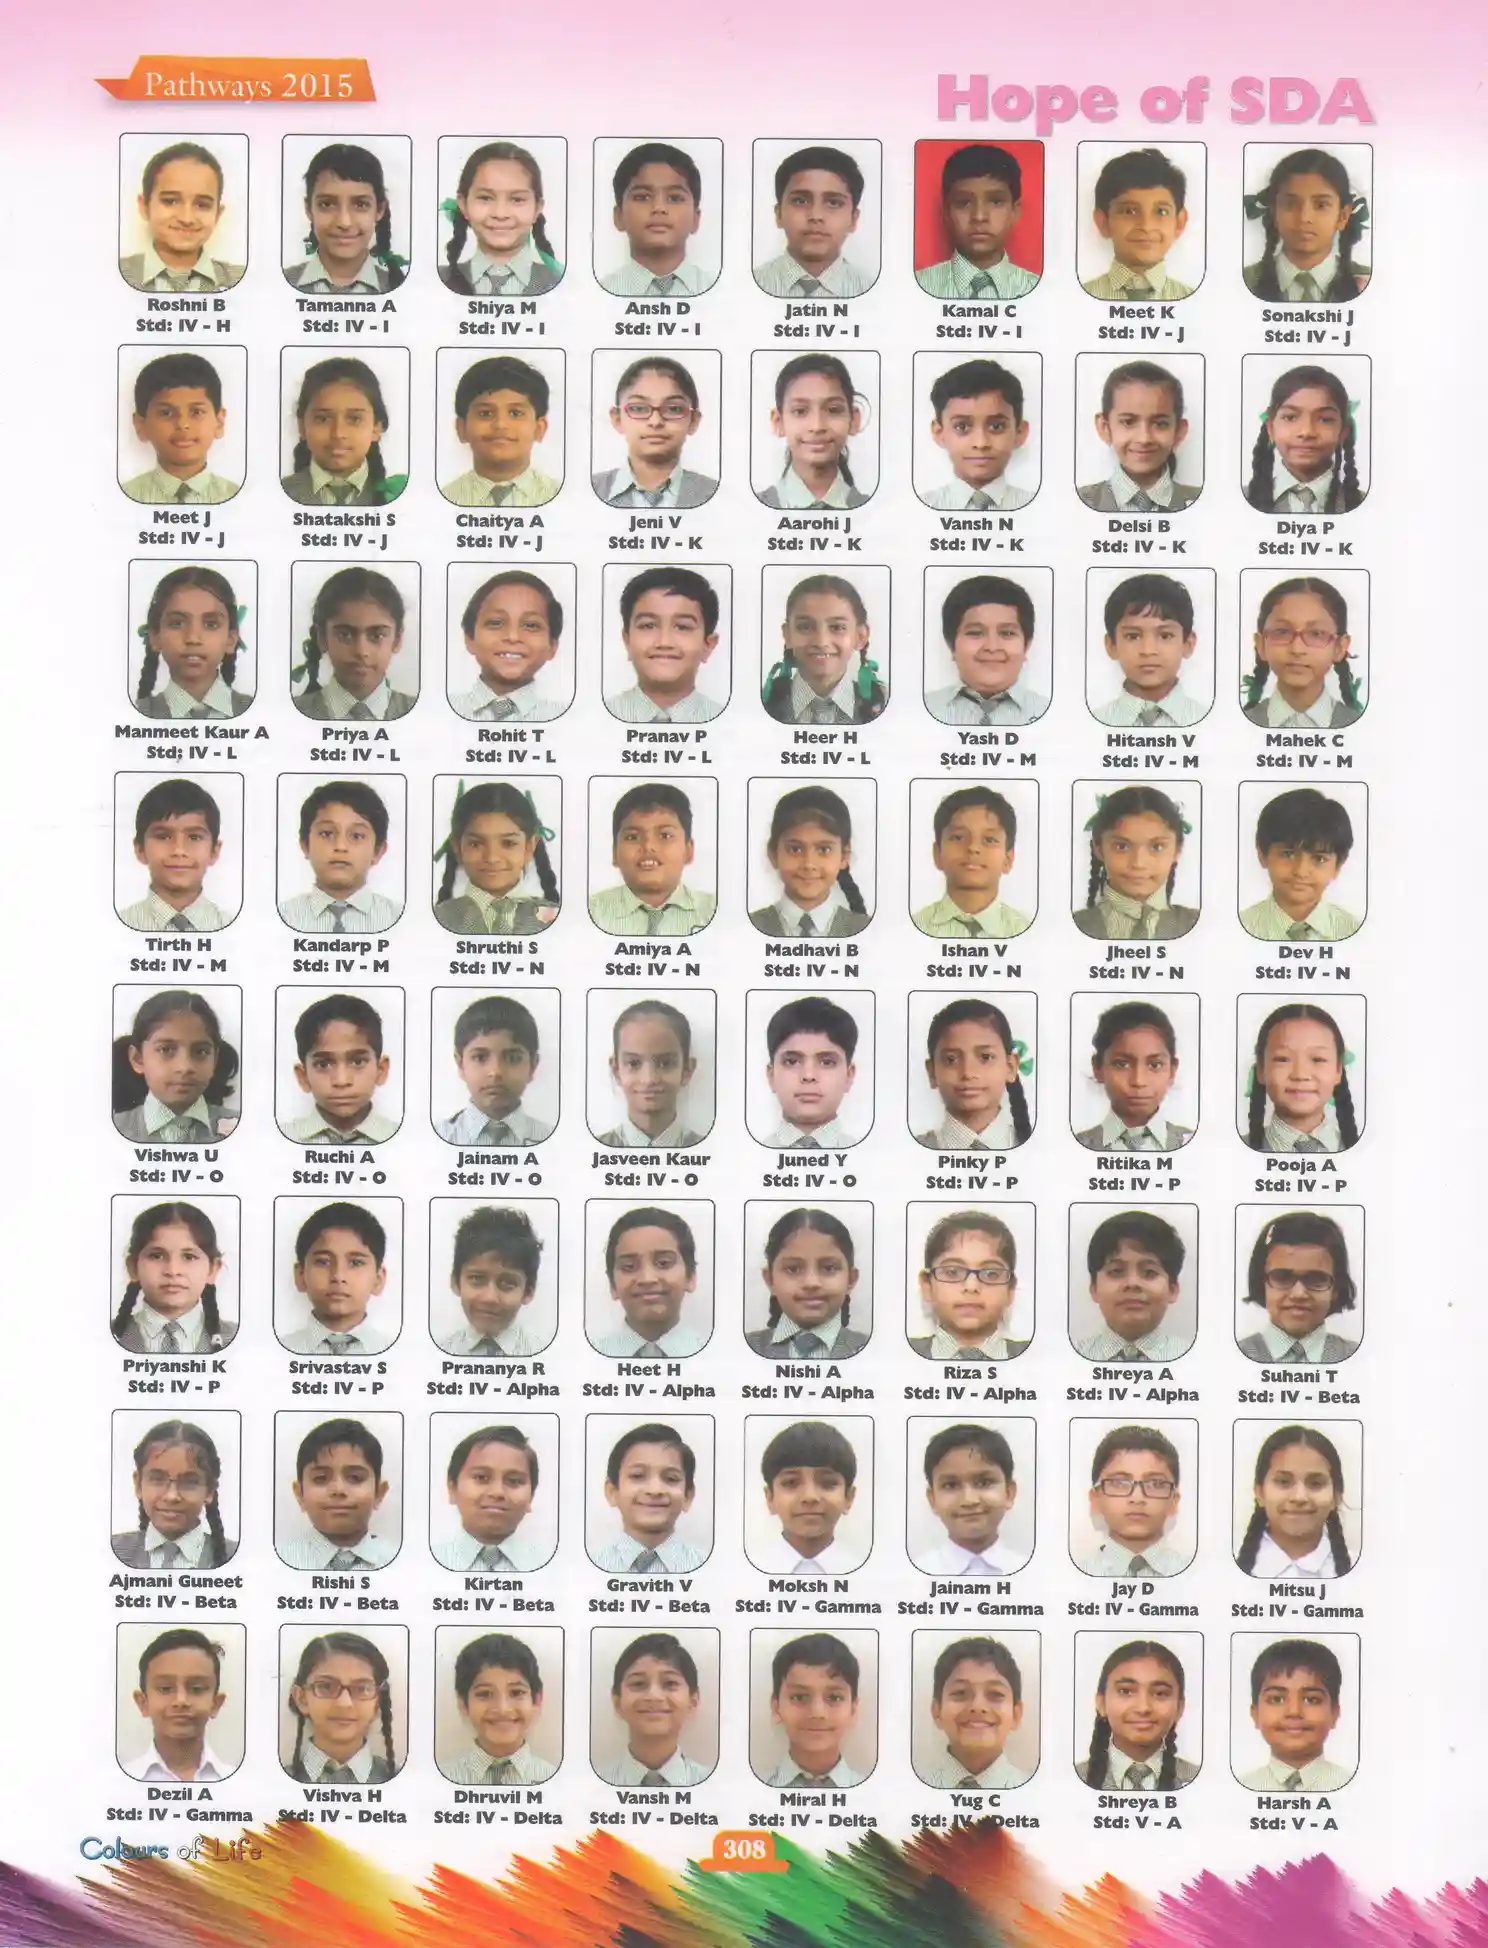 Pathways 2015
Hope of SDA
Roshni B
Std: IV - H
Tamanna A
Std: IV - I
Shiya M
Std: IV - I
Ansh D
Std: IV - I
Jatin N
Std: IV - I
Kamal C
Std: IV - I
Meet K
Std: IV - J
Sonakshi J
Std: IV - J
Meet J
Std: IV - J
Shatakshi S
Std: IV - J
Chaitya A
Std: IV - J
Jeni V
Std: IV - K
Aarohi J
Std: IV - K
Vansh N
Std: IV - K
Delsi B
Std: IV - K
Diya P
Std: IV - K
Manmeet Kaur A
Std: IV - L
Priya A
Std: IV - L
Rohit T
Std: IV - L
Pranav P
Std: IV - L
Heer H
Std: IV - L
Yash D
Std: IV - M
Hitansh V
Std: IV - M
Mahek C
Std: IV - M
Tirth H
Std: IV - M
Kandarp P
Std: IV - M
Shruthi S
Std: IV - N
Amiya A
Std: IV - N
Madhavi B
Std: IV - N
Ishan V
Std: IV - N
Jheel S
Std: IV - N
Dev H
Std: IV - N
Vishwa U
Std: IV - O
Ruchi A
Std: IV - O
Jainam A
Std: IV - O
Jasveen Kaur
Std: IV - O
Juned Y
Std: IV - O
Pinky P
Std: IV - P
Ritika M
Std: IV - P
Pooja A
Std: IV - P
Priyanshi K
Std: IV - P
Srivastav S
Std: IV - P
Prananya R
Std: IV - Alpha
Heet H
Std: IV - Alpha
Nishi A
Std: IV - Alpha
Riza S
Std: IV - Alpha
Shreya A
Std: IV - Alpha
Suhani T
Std: IV - Beta
Ajmani Guneet
Std: IV - Beta
Rishi S
Std: IV - Beta
Kirtan
Std: IV - Beta
Gravith V
Std: IV - Beta
Moksh N
Std: IV - Gamma
Jainam H
Std: IV - Gamma
Jay D
Std: IV - Gamma
Mitsu J
Std: IV - Gamma
Dezil A
Std: IV - Gamma
Vishva H
Std: IV - Delta
Dhruvil M
Std: IV - Delta
Vansh M
Std: IV - Delta
Miral H
Std: IV - Delta
Yug C
Std: IV - Delta
Shreya B
Std: V - A
Harsh A
Std: V - A
Colours of Life
308